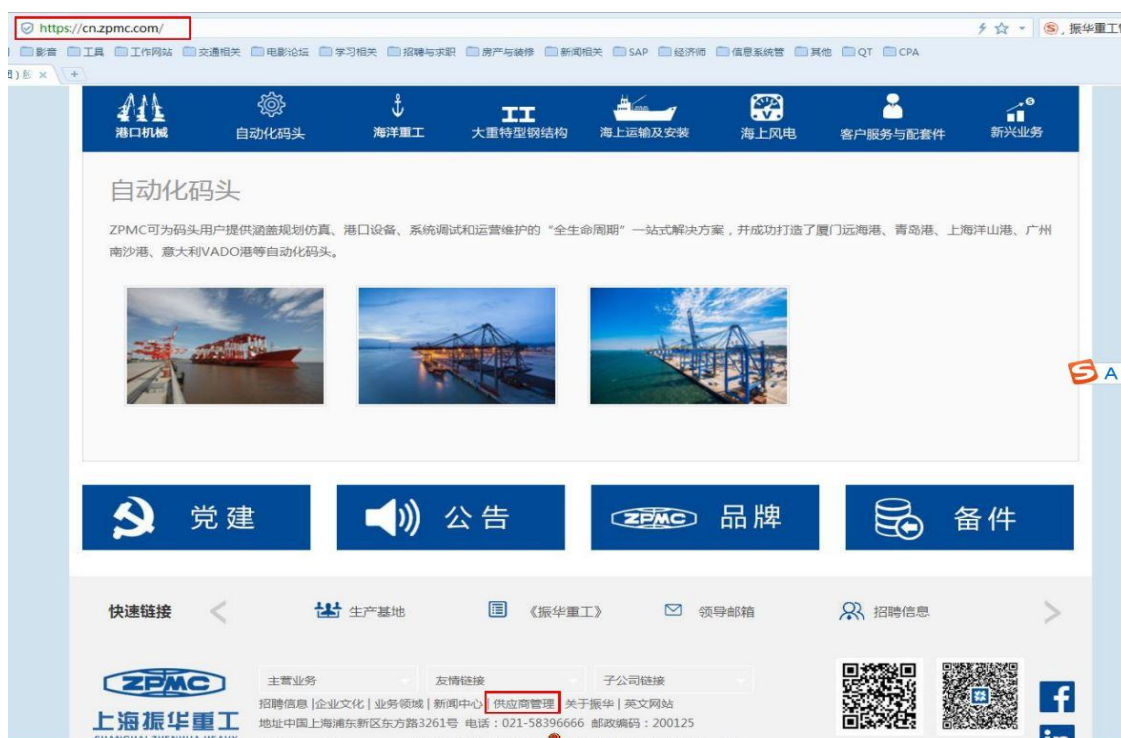 https://cn.zpmc.com/
振华重工
影音 工具 工作网站 交通相关 电影论坛 学习相关 招聘与求职 房产与装修 新闻相关 SAP 经济师 信息系统管 其他 QT CPA
港口机械 自动化码头 海洋重工 大重特型钢结构 海上运输及安装 海上风电 客户服务与配套件 新兴业务
自动化码头
ZPMC可为码头用户提供涵盖规划仿真、港口设备、系统调试和运营维护的“全生命周期”一站式解决方案，并成功打造了厦门远海港、青岛港、上海洋山港、广州
南沙港、意大利VADO港等自动化码头。
S A
党建 公告 ZPMC 品牌 备件
快速链接 生产基地 《振华重工》 领导邮箱 招聘信息
ZPMC
主营业务 友情链接 子公司链接
招聘信息|企业文化|业务领域|新闻中心|供应商管理|关于振华|英文网站
上海振华重工
地址中国上海浦东新区东方路3261号 电话：021-58396666 邮政编码：200125
f
in